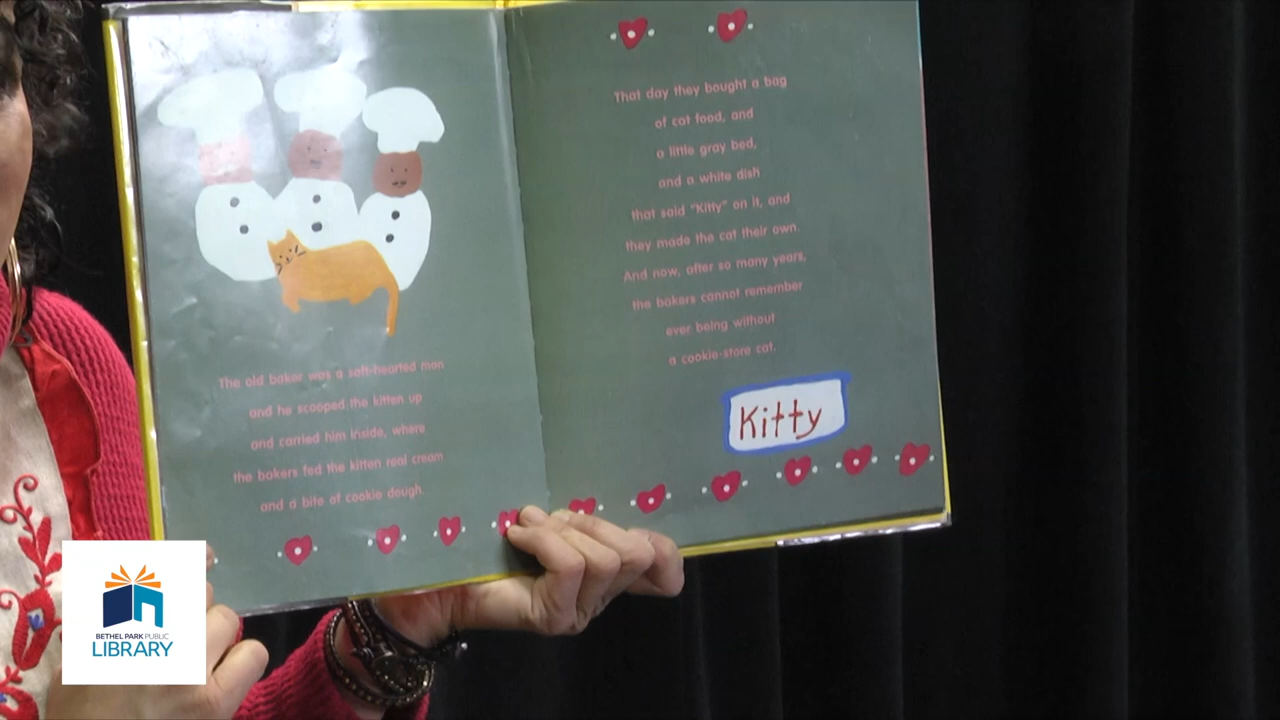 The old baker was a soft-hearted man
and he scooped the kitten up
and carried him inside, where
the bakers fed the kitten real cream
and a bite of cookie dough.
That day they bought a bag
of cat food, and
a little gray bed,
and a white dish
that said "Kitty" on it, and
they made the cat their own.
And now, after so many years,
the bakers cannot remember
ever being without
a cookie-store cat.
Kitty
BETHEL PARK PUBLIC
LIBRARY